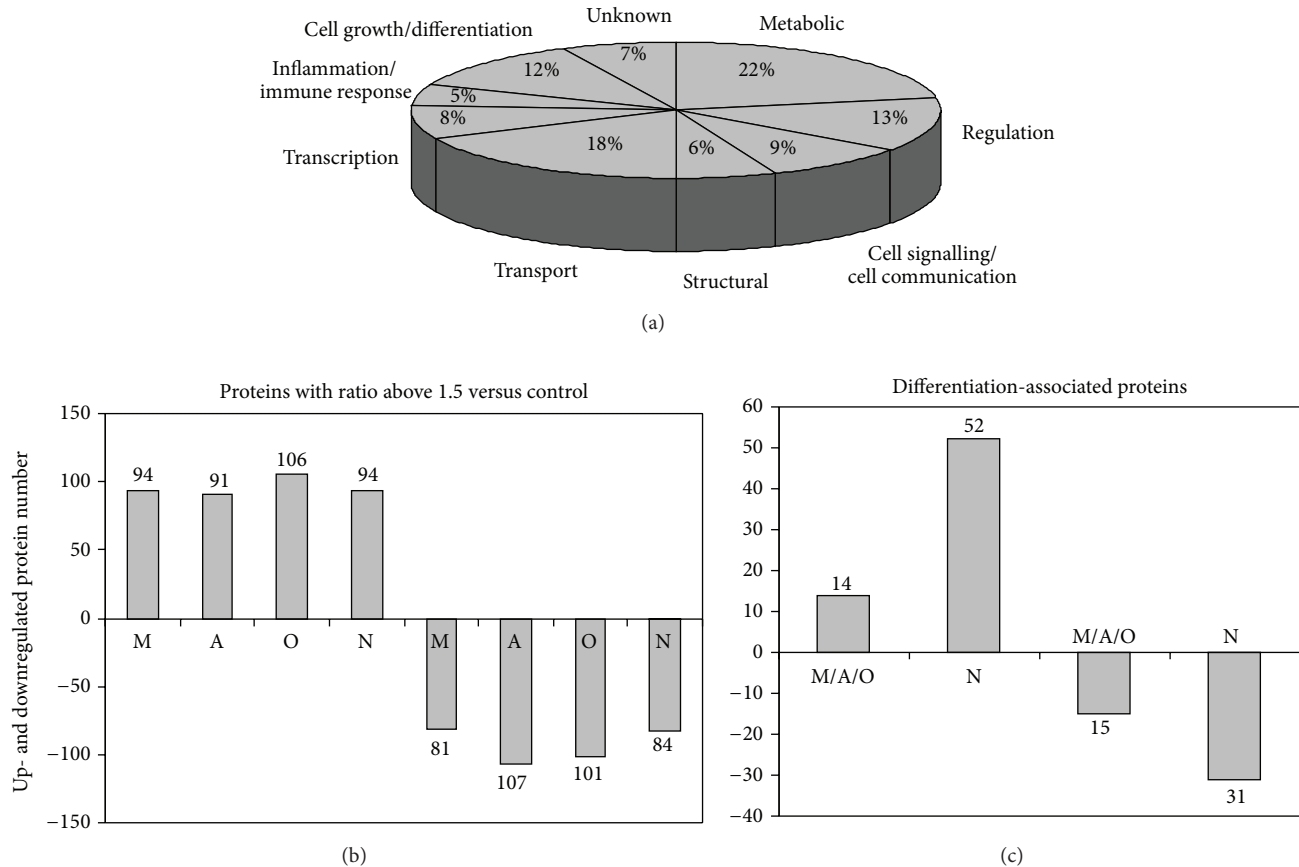 Unknown
Metabolic
Cell growth/differentiation
7%
22%
12%
Inflammation/
immune response
5%
8%
13%
Regulation
Transcription
18%
6%
9%
Cell signalling/
cell communication
Transport
Structural
(a)
Proteins with ratio above 1.5 versus control
Up- and downregulated protein number
150
100
50
0
−50
−100
−150
94
91
106
94
M
A
O
N
M
A
O
N
81
107
101
84
(b)
Differentiation-associated proteins
60
50
40
30
20
10
0
−10
−20
−30
−40
14
52
M/A/O
N
M/A/O
N
15
31
(c)